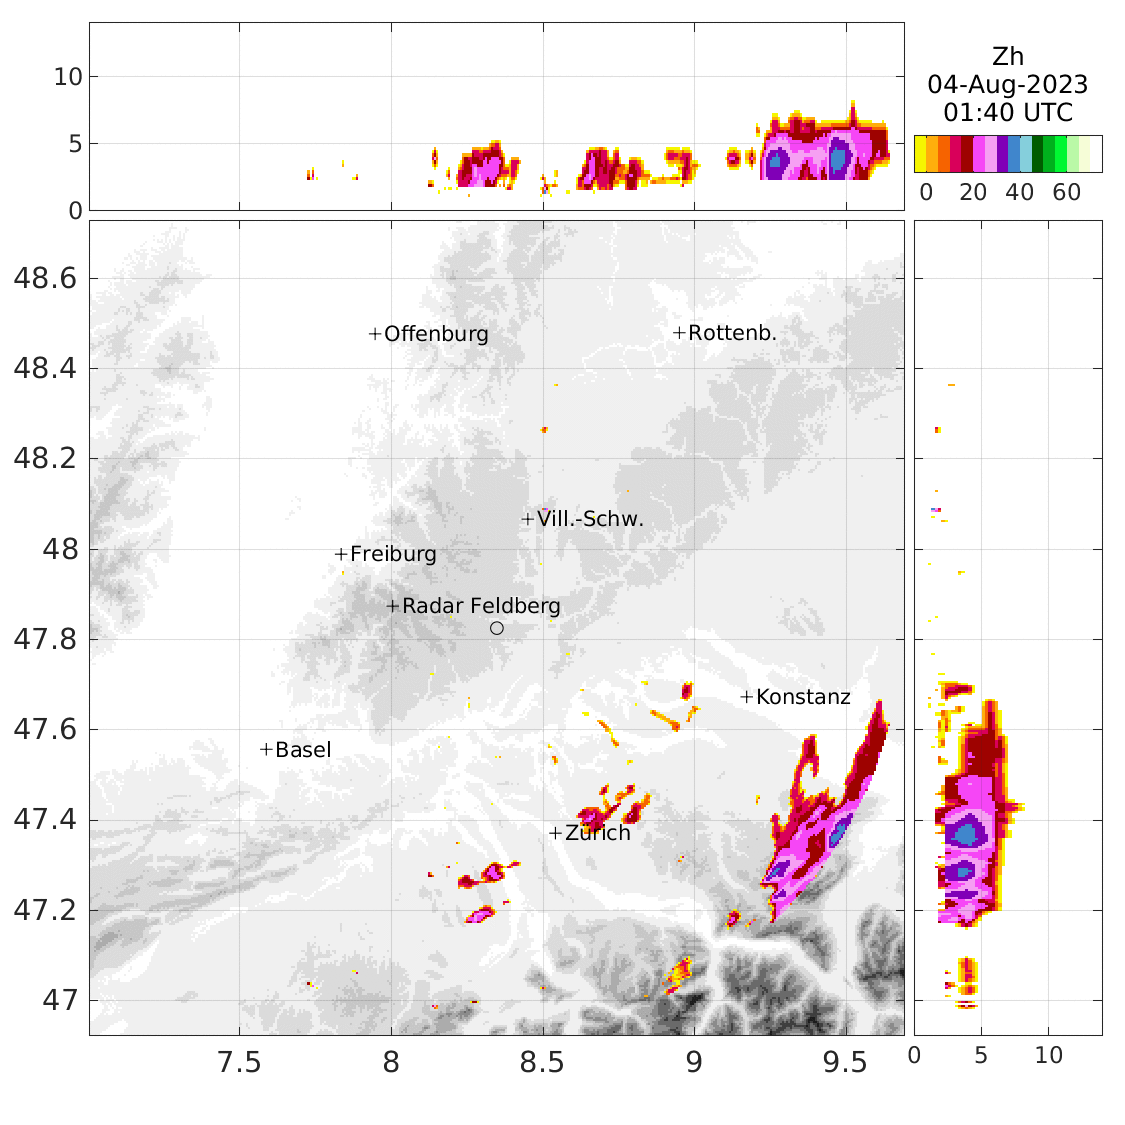 Zh
04-Aug-2023
01:40 UTC
10
5
0
0 20 40 60
48.6
48.4
48.2
48
47.8
47.6
47.4
47.2
47
Offenburg
Rottenb.
Vill.-Schw.
Freiburg
Radar Feldberg
Konstanz
Basel
Zürich
7.5 8 8.5 9 9.5
0 5 10